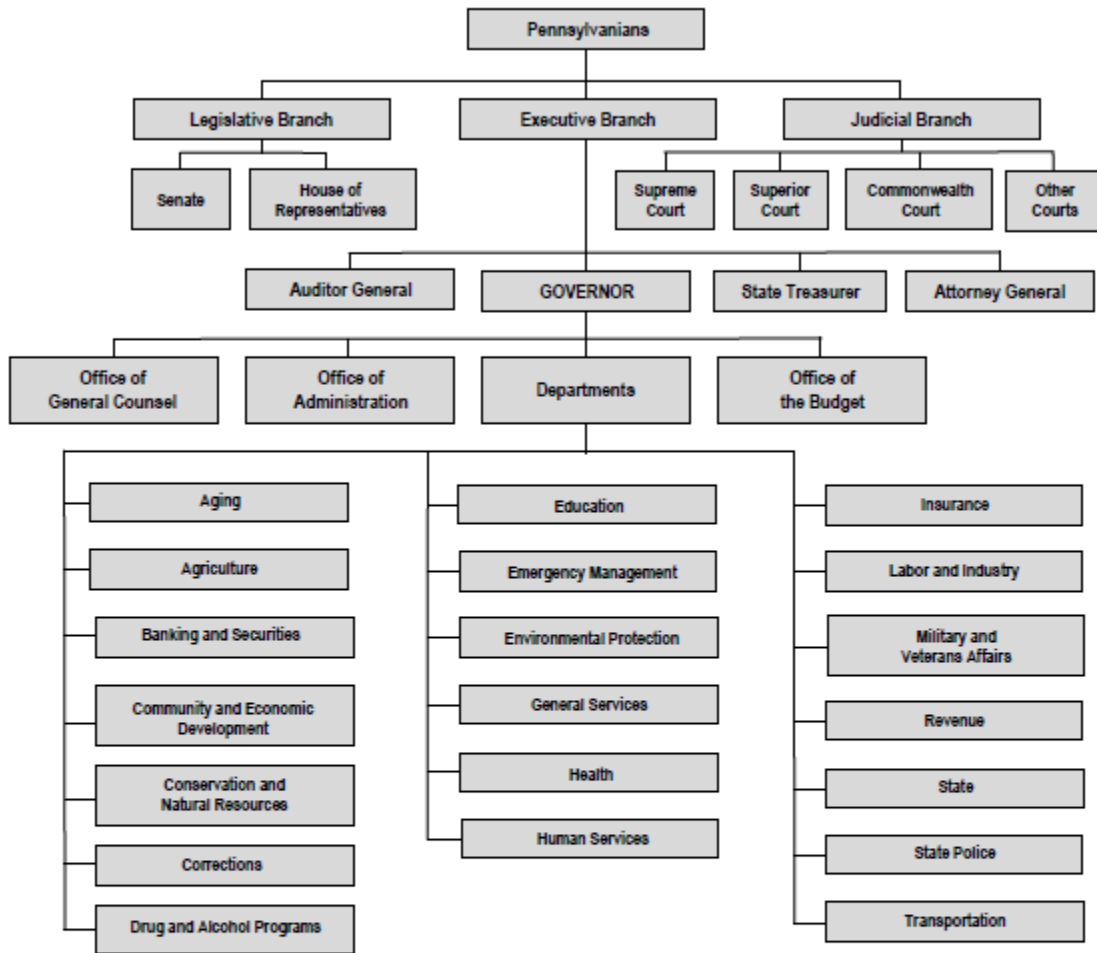 Pennsylvanians
Legislative Branch
Executive Branch
Judicial Branch
Senate
House of
Representatives
Supreme
Court
Superior
Court
Commonwealth
Court
Other
Courts
Auditor General
GOVERNOR
State Treasurer
Attorney General
Office of
General Counsel
Office of
Administration
Departments
Office of
the Budget
Aging
Agriculture
Banking and Securities
Community and Economic
Development
Conservation and
Natural Resources
Corrections
Drug and Alcohol Programs
Education
Emergency Management
Environmental Protection
General Services
Health
Human Services
Insurance
Labor and Industry
Military and
Veterans Affairs
Revenue
State
State Police
Transportation